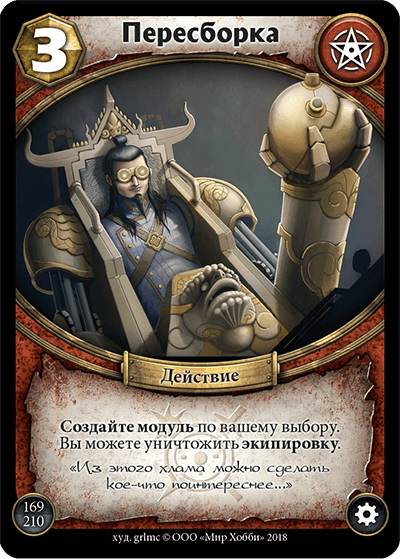 3
Пересборка
Действие
Создайте модуль по вашему выбору.
Вы можете уничтожить экипировку.
«Из этого хлама можно сделать
кое-что поинтереснее...»
169
210
худ. grlmc © ООО «Мир Хобби» 2018